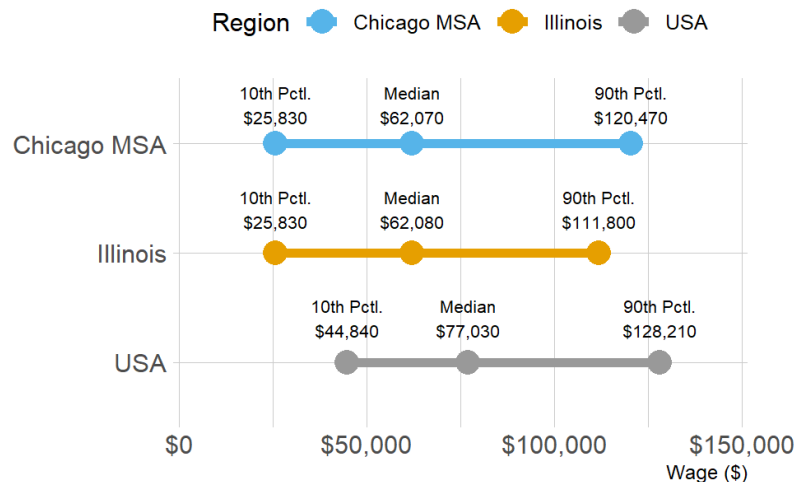 Region Chicago MSA Illinois USA
10th Pctl. Median 90th Pctl.
$25,830 $62,070 $120,470
Chicago MSA
10th Pctl. Median 90th Pctl.
$25,830 $62,080 $111,800
Illinois
10th Pctl. Median 90th Pctl.
$44,840 $77,030 $128,210
USA
$0 $50,000 $100,000 $150,000
Wage ($)